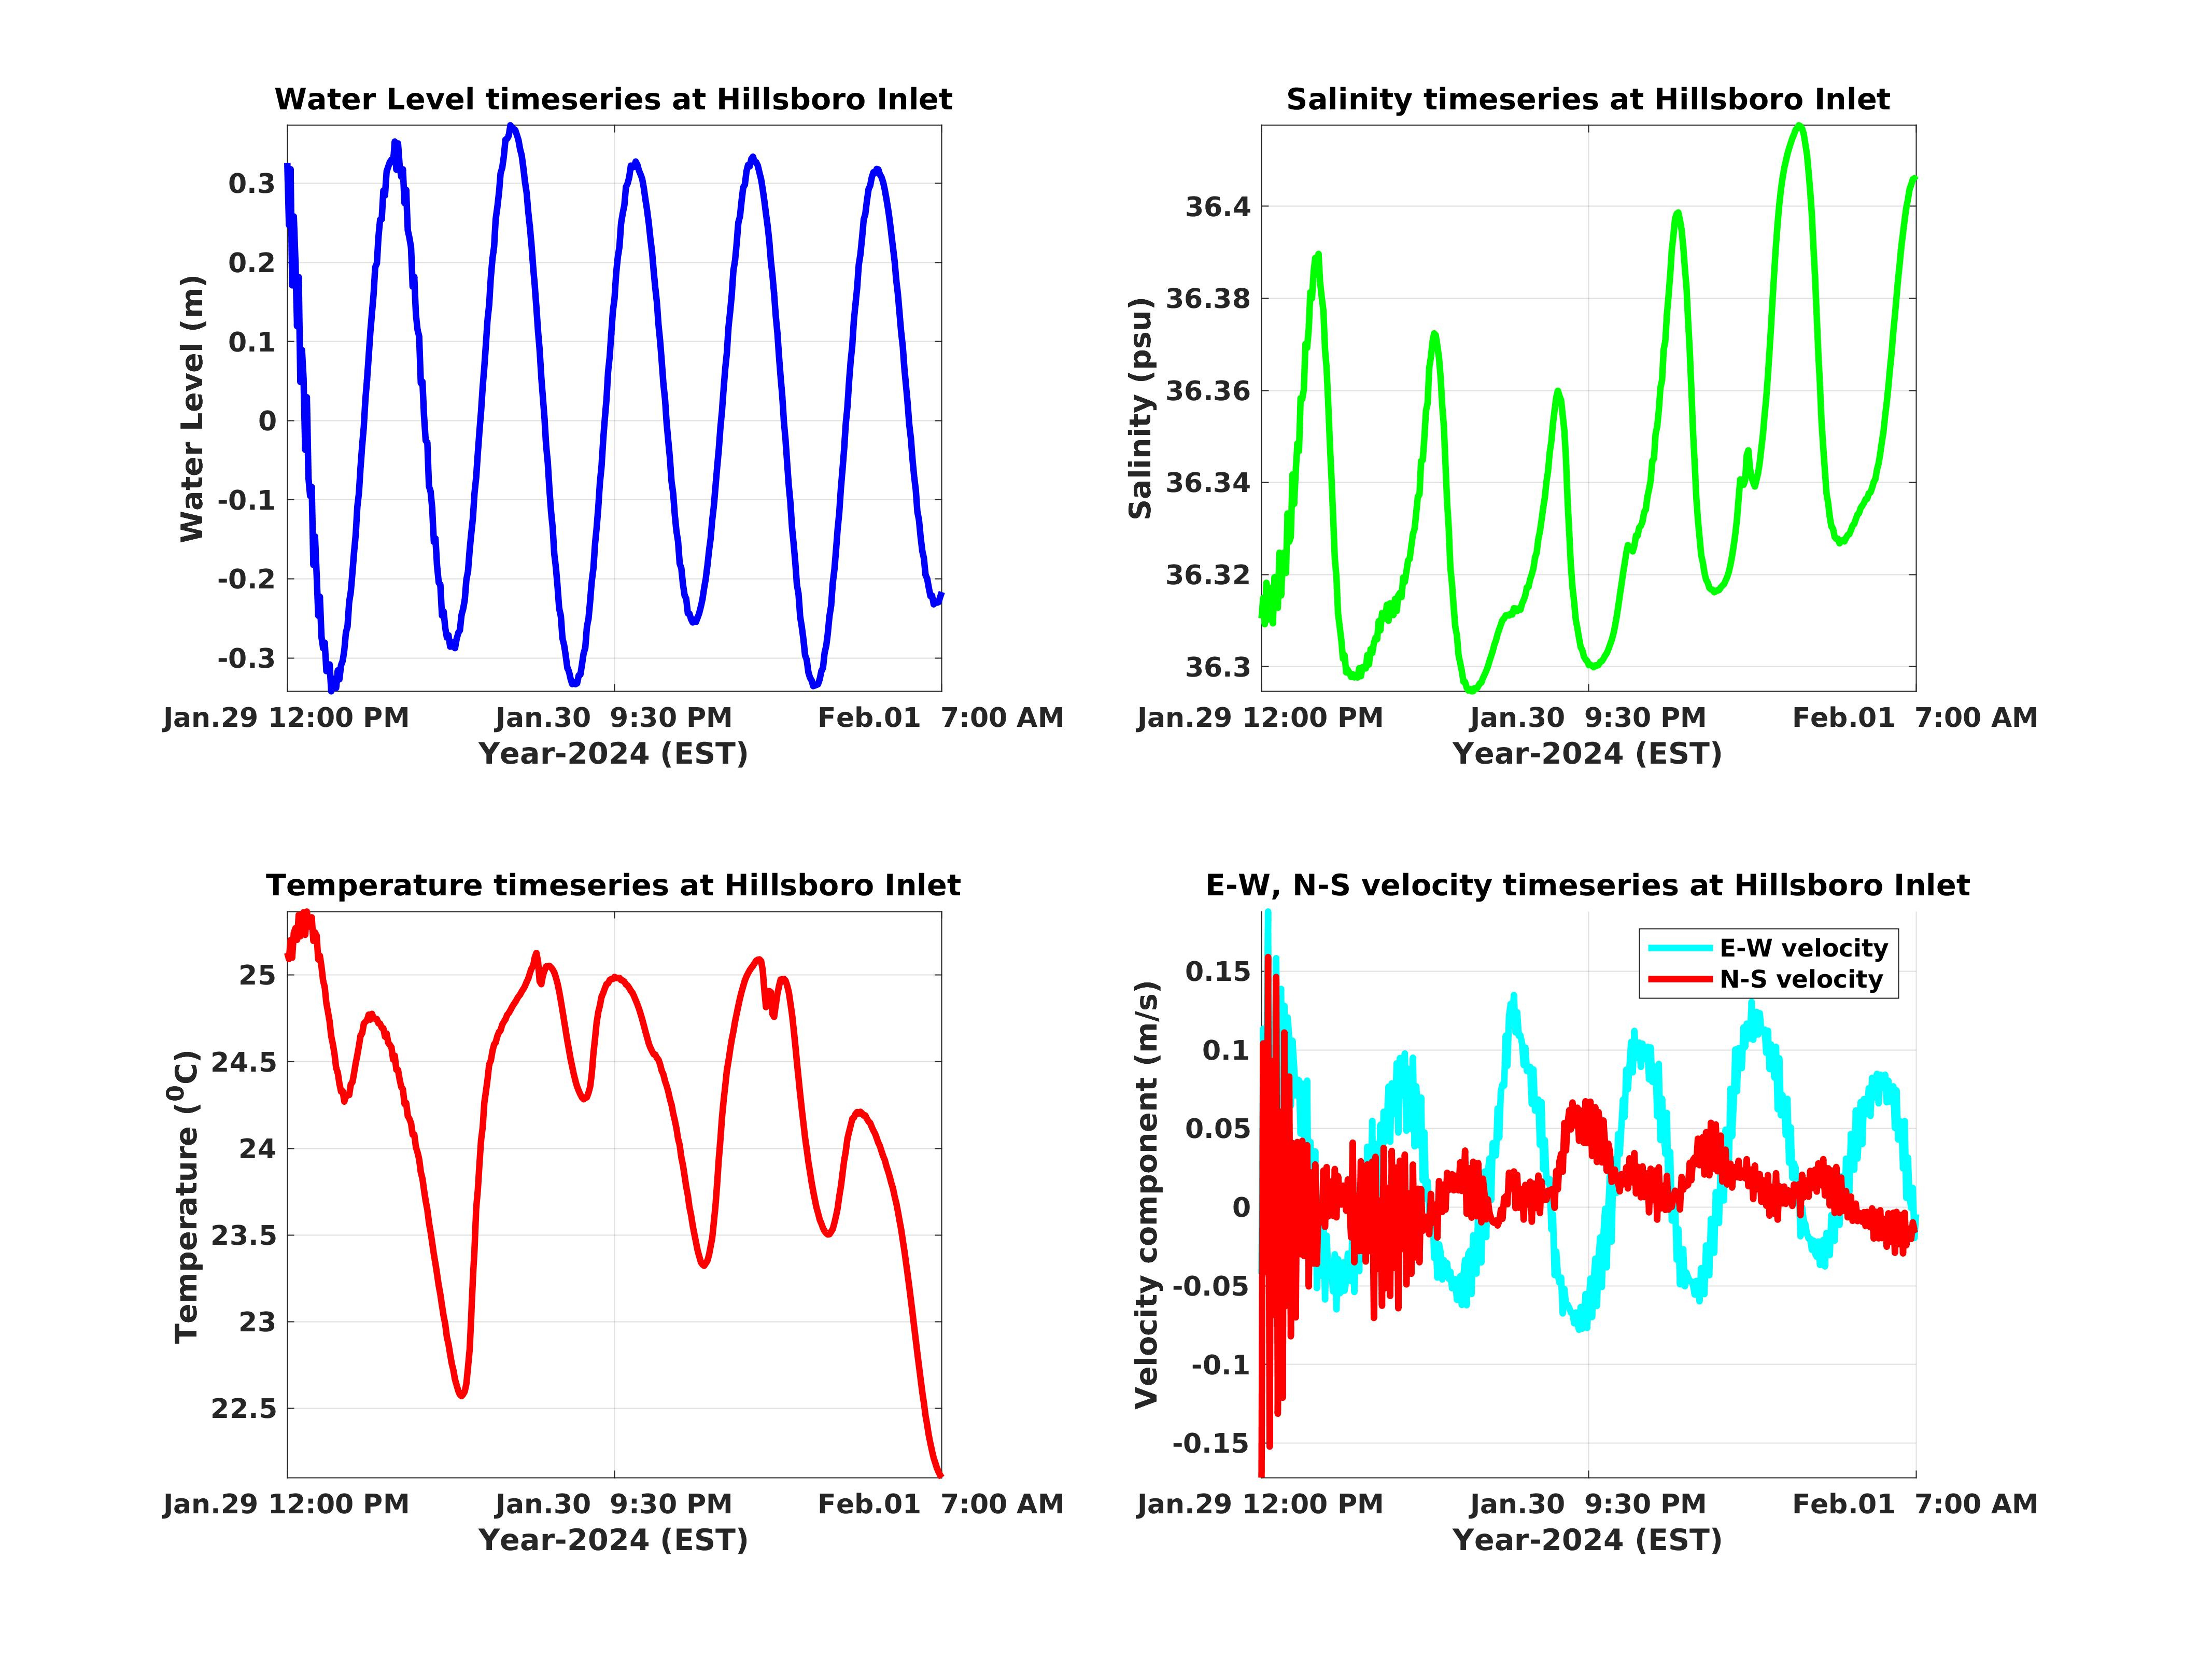 Water Level timeseries at Hillsboro Inlet
Water Level (m)
0.3
0.2
0.1
0
-0.1
-0.2
-0.3
Jan.29 12:00 PM
Jan.30 9:30 PM
Feb.01 7:00 AM
Year-2024 (EST)
Salinity timeseries at Hillsboro Inlet
Salinity (psu)
36.4
36.38
36.36
36.34
36.32
36.3
Jan.29 12:00 PM
Jan.30 9:30 PM
Feb.01 7:00 AM
Year-2024 (EST)
Temperature timeseries at Hillsboro Inlet
Temperature (⁰C)
25
24.5
24
23.5
23
22.5
Jan.29 12:00 PM
Jan.30 9:30 PM
Feb.01 7:00 AM
Year-2024 (EST)
E-W, N-S velocity timeseries at Hillsboro Inlet
Velocity component (m/s)
0.15
0.1
0.05
0
-0.05
-0.1
-0.15
E-W velocity
N-S velocity
Jan.29 12:00 PM
Jan.30 9:30 PM
Feb.01 7:00 AM
Year-2024 (EST)